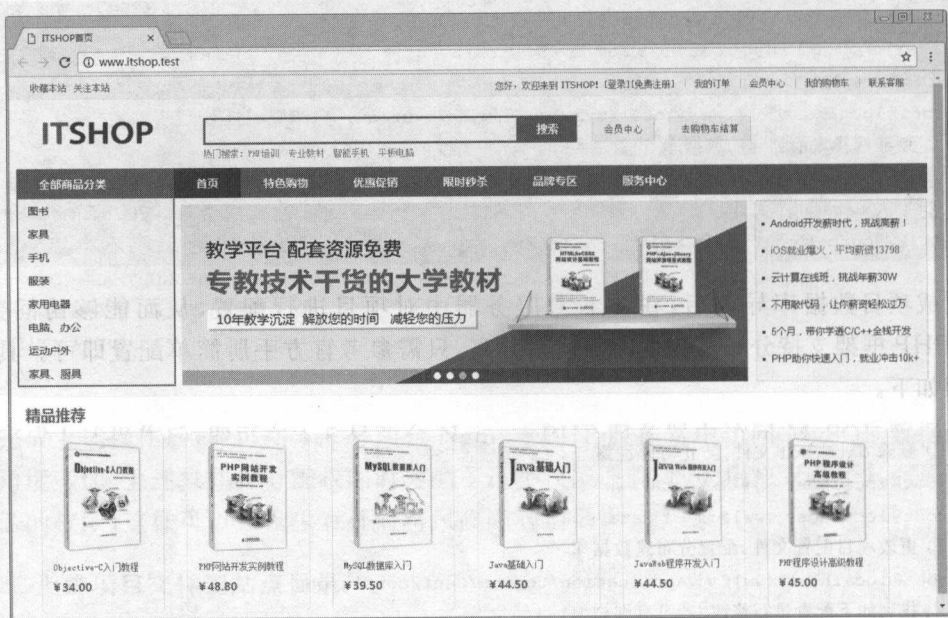 ITSHOP首页
www.itshop.test
收藏本站 关注本站
您好，欢迎来到 ITSHOP! [登录][免费注册] | 我的订单 | 会员中心 | 我的购物车 | 联系客服
ITSHOP
搜索
会员中心
去购物车结算
热门搜索：PHP培训 专业教材 智能手机 平板电脑
全部商品分类
首页 特色购物 优惠促销 限时秒杀 品牌专区 服务中心
图书
家具
手机
服装
家用电器
电脑、办公
运动户外
家具、厨具
教学平台 配套资源免费
专教技术干货的大学教材
10年教学沉淀 解放您的时间 减轻您的压力
Android开发薪时代，挑战高薪！
iOS就业爆火，平均薪资13798
云计算在线班，挑战年薪30W
不用敲代码，让你薪资轻松过万
5个月，带你学通C/C++全栈开发
PHP助你快速入门，就业冲击10k+
精品推荐
Objective-C入门教程
PHP网站开发
实例教程
MySQL数据库入门
Java基础入门
Java Web
PHP程序设计
高级教程
Objective-C入门教程
¥34.00
PHP网站开发实例教程
¥48.80
MySQL数据库入门
¥39.50
Java基础入门
¥44.50
JavaWeb程序开发入门
¥44.50
PHP程序设计高级教程
¥45.00